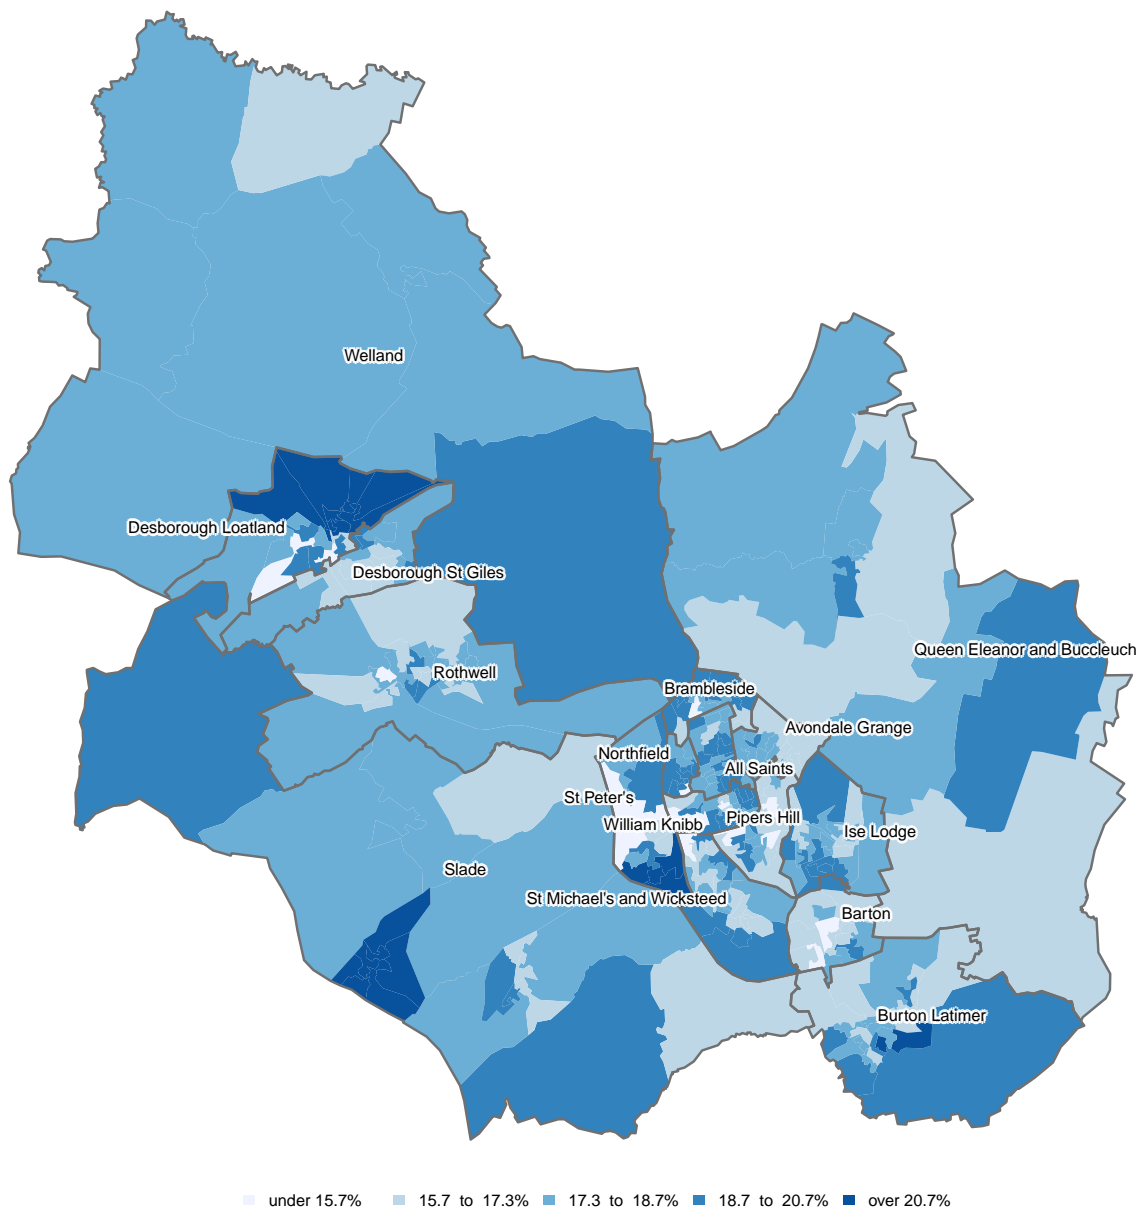 Welland
Desborough Loatland
Desborough St Giles
Queen Eleanor and Buccleuch
Rothwell
Brambleside
Avondale Grange
Northfield
All Saints
St Peter's
Pipers Hill
William Knibb
Ise Lodge
Slade
St Michael's and Wicksteed
Barton
Burton Latimer
under 15.7% 15.7 to 17.3% 17.3 to 18.7% 18.7 to 20.7% over 20.7%